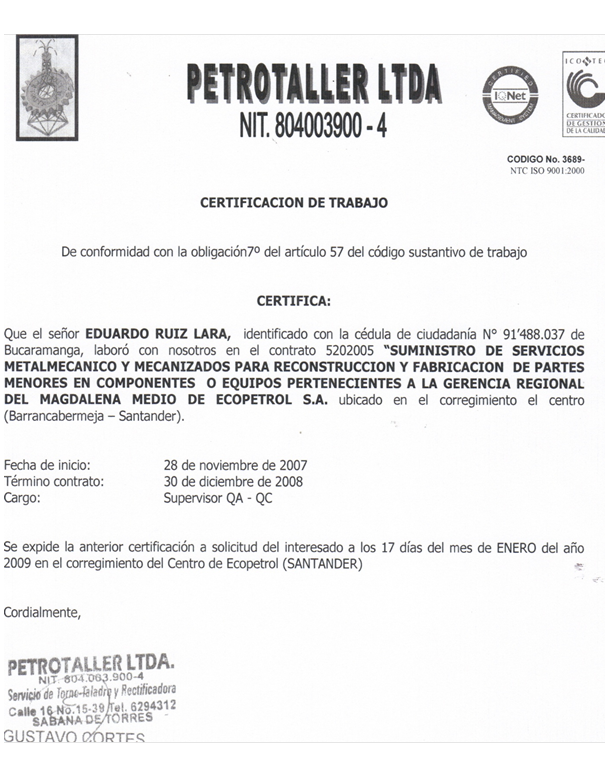 PETROTALLER LTDA
NIT. 804003900 - 4
CERTIFIED
IQNet
MANAGEMENT SYSTEM
ICONTEC
CERTIFICADO
DE GESTION
DE LA CALIDAD
CODIGO No. 3689-
NTC ISO 9001:2000
CERTIFICACION DE TRABAJO
De conformidad con la obligación7º del artículo 57 del código sustantivo de trabajo
CERTIFICA:
Que el señor EDUARDO RUIZ LARA, identificado con la cédula de ciudadanía N° 91'488.037 de
Bucaramanga, laboró con nosotros en el contrato 5202005 "SUMINISTRO DE SERVICIOS
METALMECANICO Y MECANIZADOS PARA RECONSTRUCCION Y FABRICACION DE PARTES
MENORES EN COMPONENTES O EQUIPOS PERTENECIENTES A LA GERENCIA REGIONAL
DEL MAGDALENA MEDIO DE ECOPETROL S.A. ubicado en el corregimiento el centro
(Barrancabermeja – Santander).
Fecha de inicio: 28 de noviembre de 2007
Término contrato: 30 de diciembre de 2008
Cargo: Supervisor QA - QC
Se expide la anterior certificación a solicitud del interesado a los 17 días del mes de ENERO del año
2009 en el corregimiento del Centro de Ecopetrol (SANTANDER)
Cordialmente,
PETROTALLER LTDA.
NIT. 804.003.900-4
Servicio de Torno-Taladro y Rectificadora
Calle 16 No.15-39 Tel. 6294312
SABANA DE TORRES
GUSTAVO CORTES